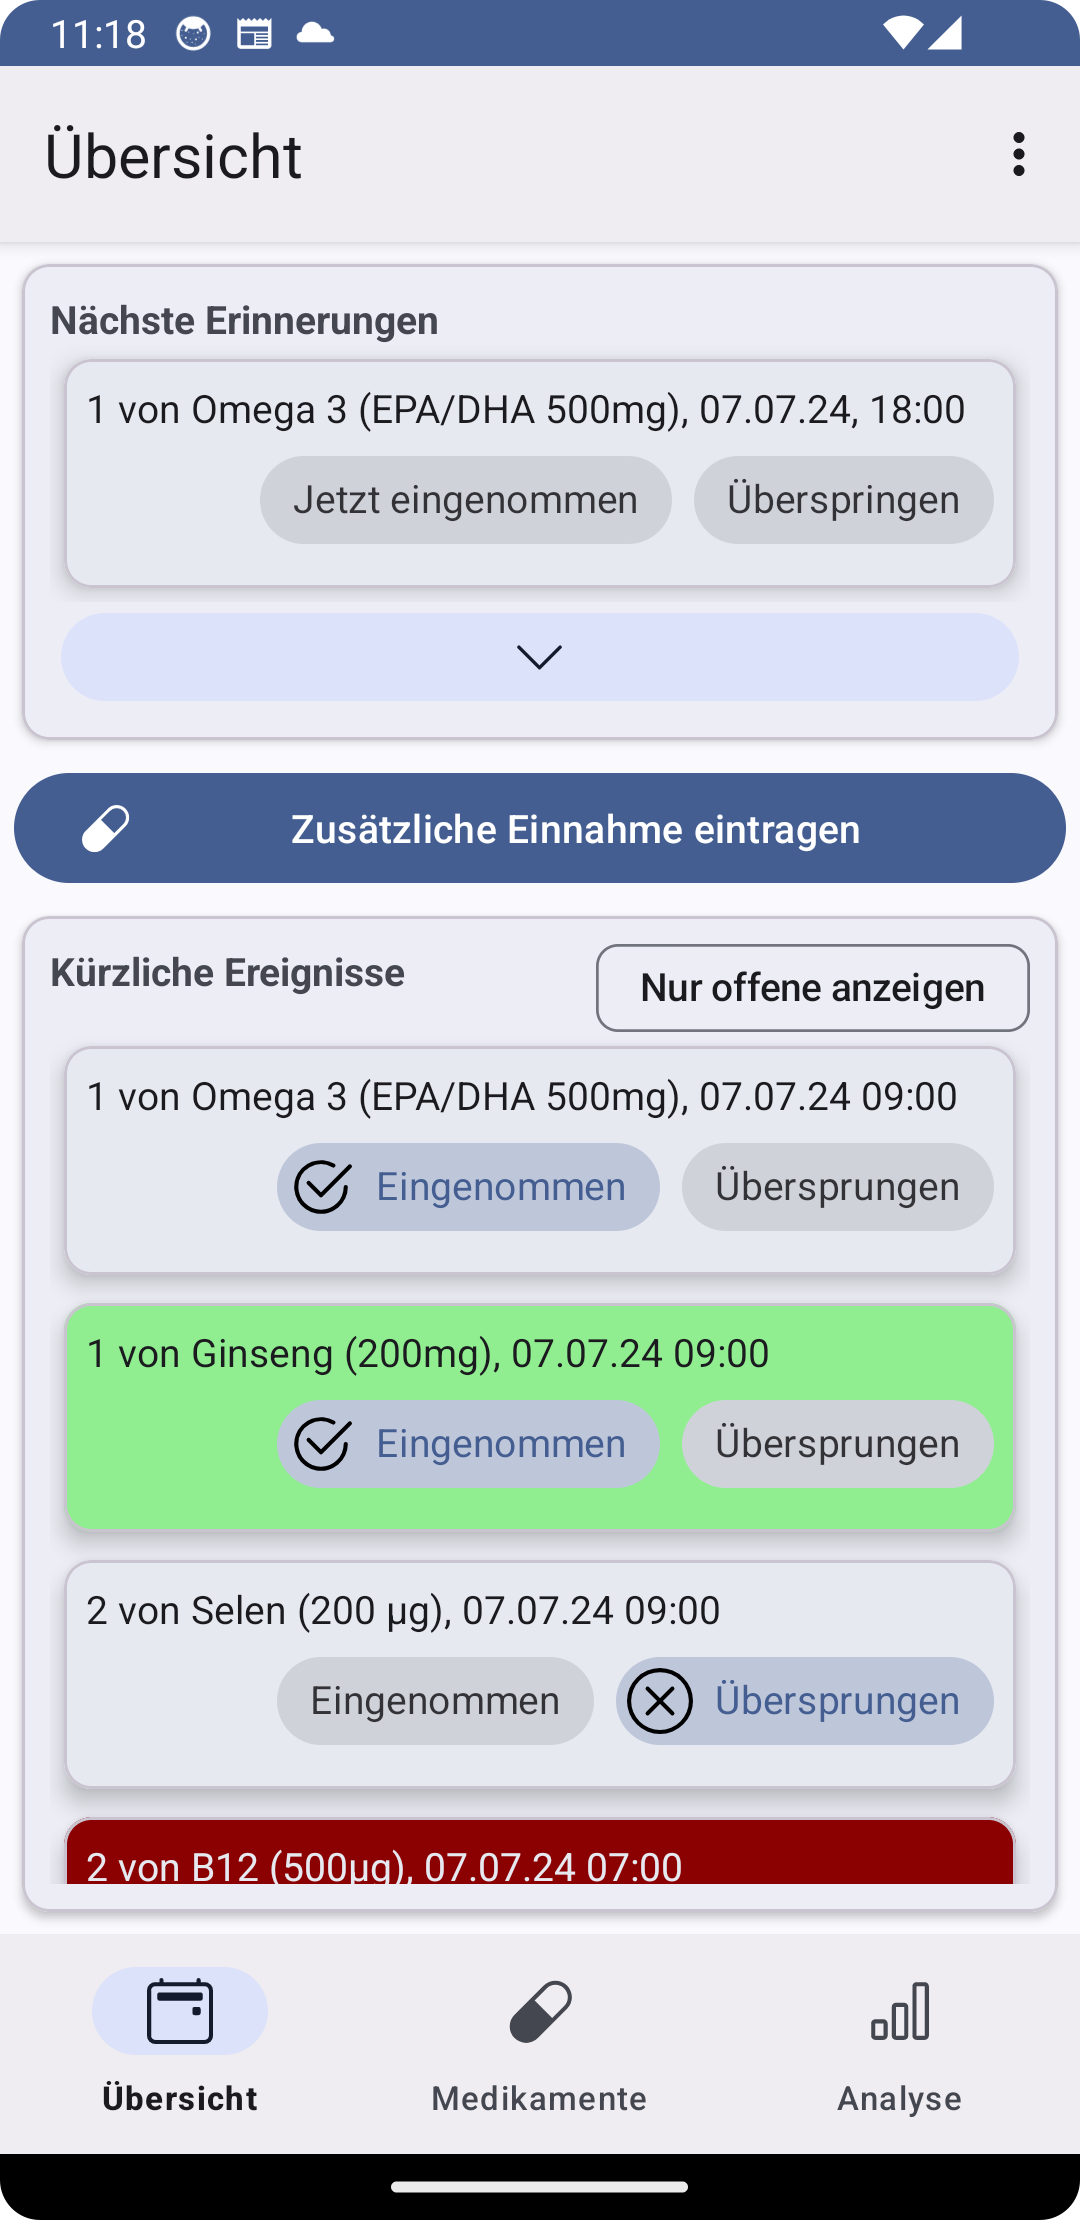 11:18
Übersicht
Nächste Erinnerungen
1 von Omega 3 (EPA/DHA 500mg), 07.07.24, 18:00
Jetzt eingenommen
Überspringen
Zusätzliche Einnahme eintragen
Kürzliche Ereignisse
Nur offene anzeigen
1 von Omega 3 (EPA/DHA 500mg), 07.07.24 09:00
Eingenommen
Übersprungen
1 von Ginseng (200mg), 07.07.24 09:00
Eingenommen
Übersprungen
2 von Selen (200 µg), 07.07.24 09:00
Eingenommen
Übersprungen
2 von B12 (500µg), 07.07.24 07:00
Übersicht
Medikamente
Analyse